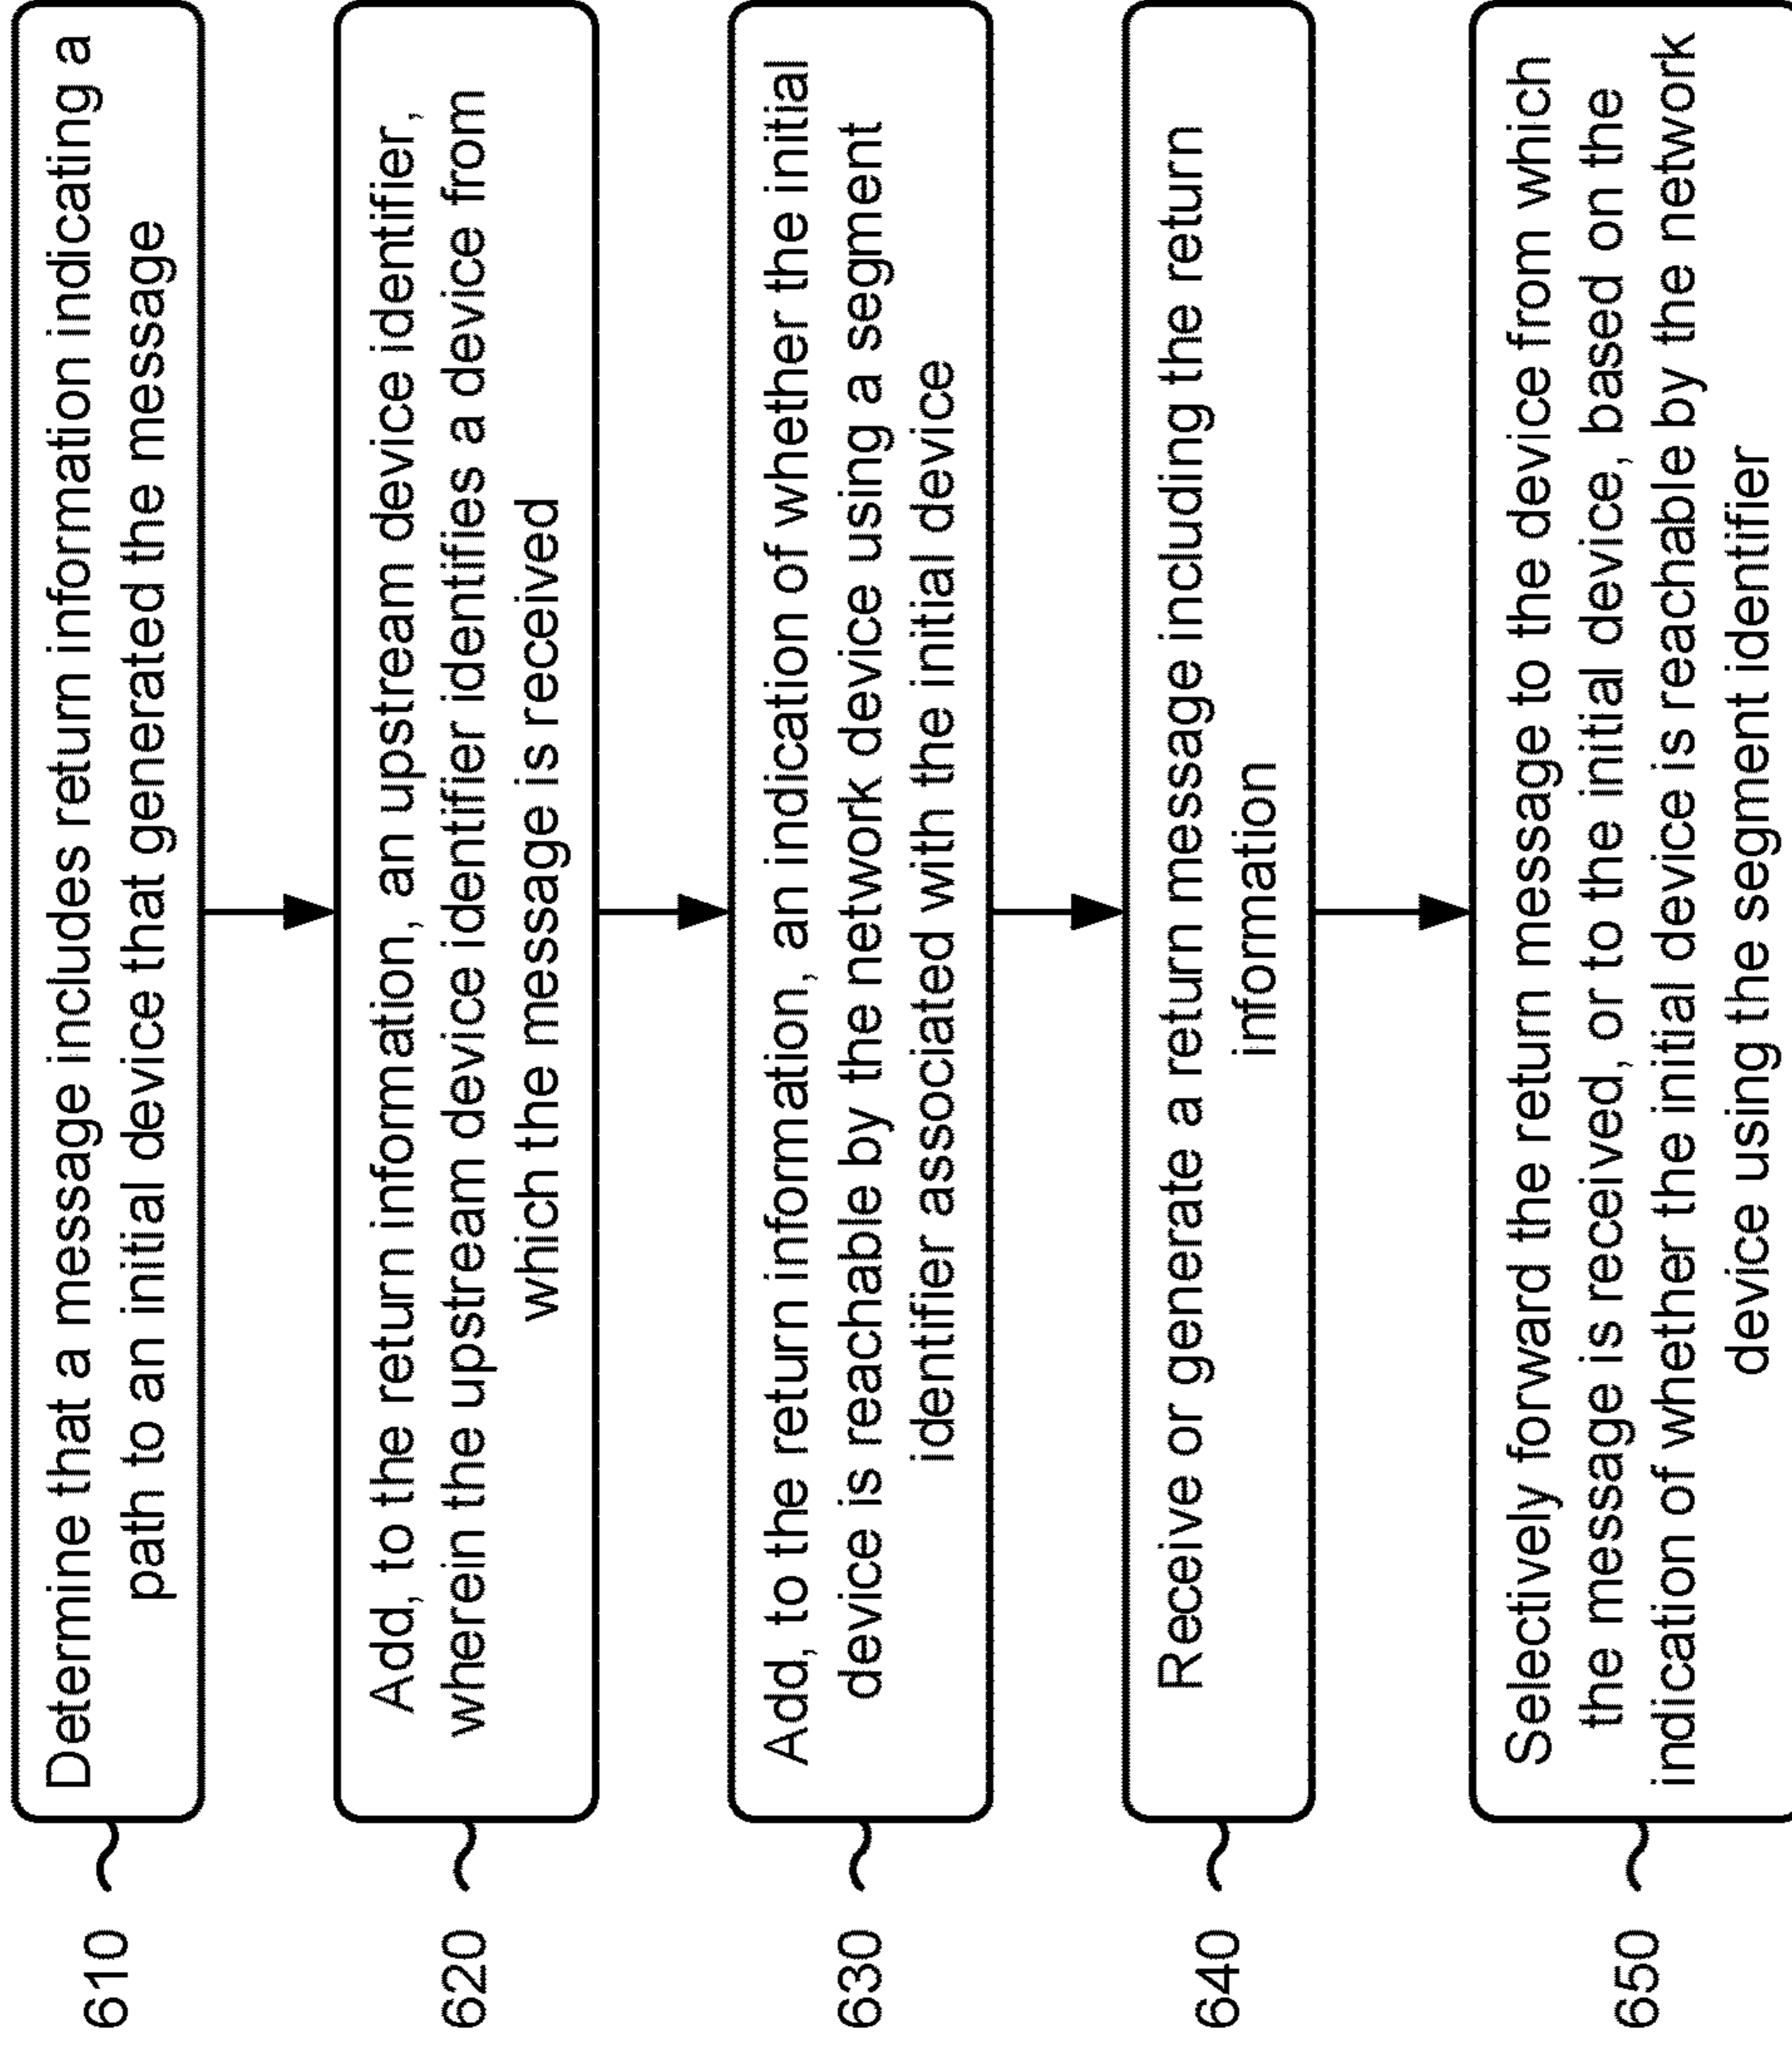 610
Determine that a message includes return information indicating a
path to an initial device that generated the message
620
Add, to the return information, an upstream device identifier,
wherein the upstream device identifier identifies a device from
which the message is received
630
Add, to the return information, an indication of whether the initial
device is reachable by the network device using a segment
identifier associated with the initial device
640
Receive or generate a return message including the return
information
650
Selectively forward the return message to the device from which
the message is received, or to the initial device, based on the
indication of whether the initial device is reachable by the network
device using the segment identifier